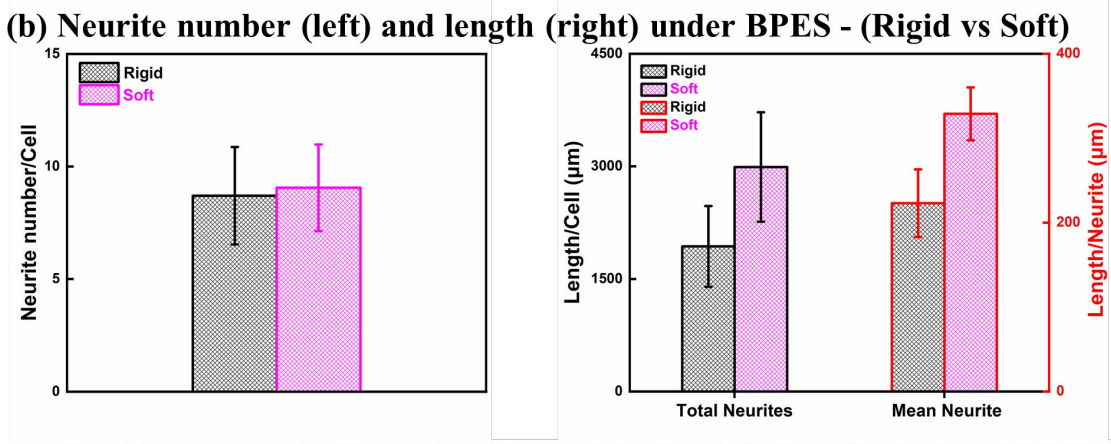 (b) Neurite number (left) and length (right) under BPES - (Rigid vs Soft)
15
10
5
0
Neurite number/Cell
Rigid
Soft
4500
3000
1500
0
Length/Cell (μm)
Rigid
Soft
Rigid
Soft
400
200
0
Length/Neurite (μm)
Total Neurites
Mean Neurite